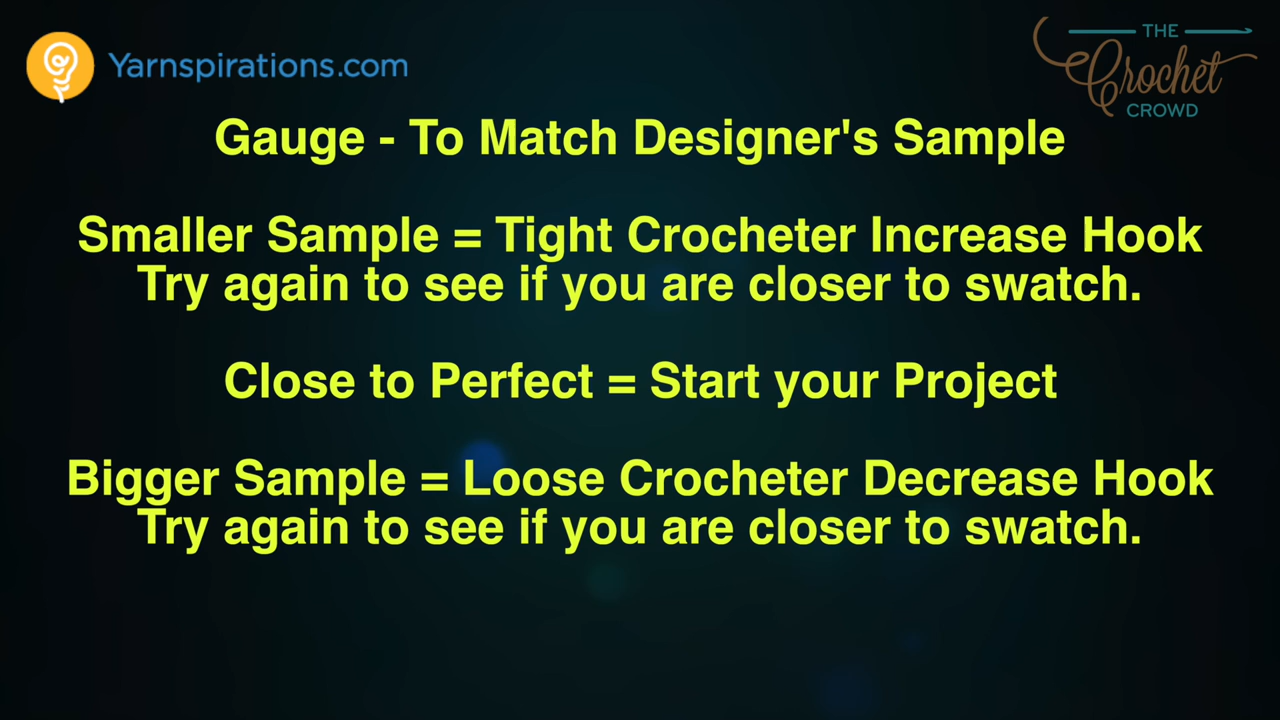 Yarnspirations.com
THE
Crochet
CROWD
Gauge - To Match Designer's Sample
Smaller Sample = Tight Crocheter Increase Hook
Try again to see if you are closer to swatch.
Close to Perfect = Start your Project
Bigger Sample = Loose Crocheter Decrease Hook
Try again to see if you are closer to swatch.